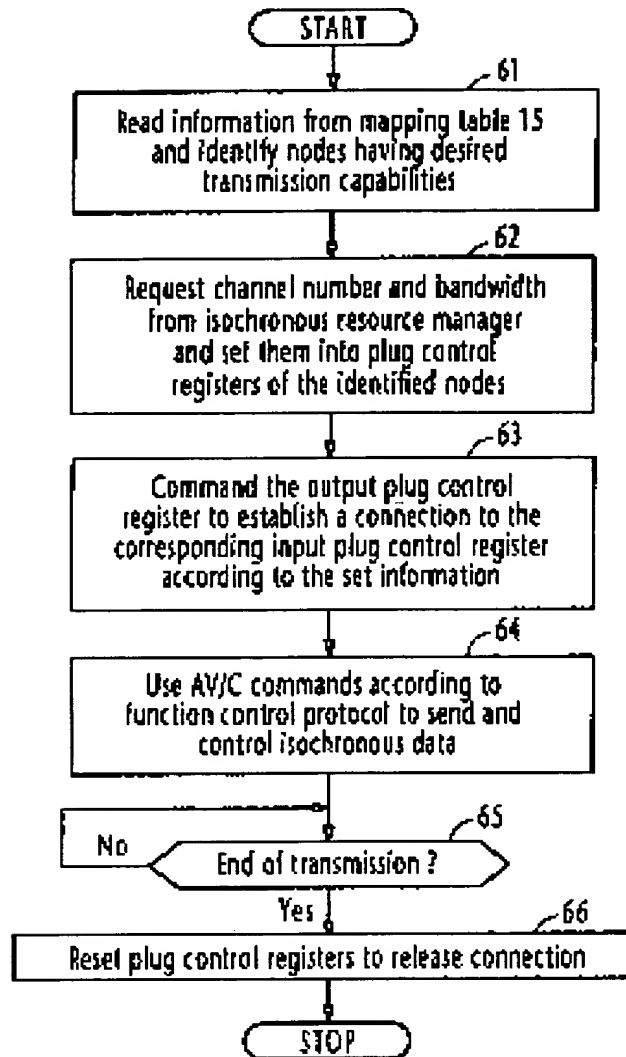 START
61
Read information from mapping table 15
and identify nodes having desired
transmission capabilities
62
Request channel number and bandwidth
from isochronous resource manager
and set them into plug control
registers of the identified nodes
63
Command the output plug control
register to establish a connection to the
corresponding input plug control register
according to the set information
64
Use AV/C commands according to
function control protocol to send and
control isochronous data
65
No
End of transmission ?
Yes
66
Reset plug control registers to release connection
STOP